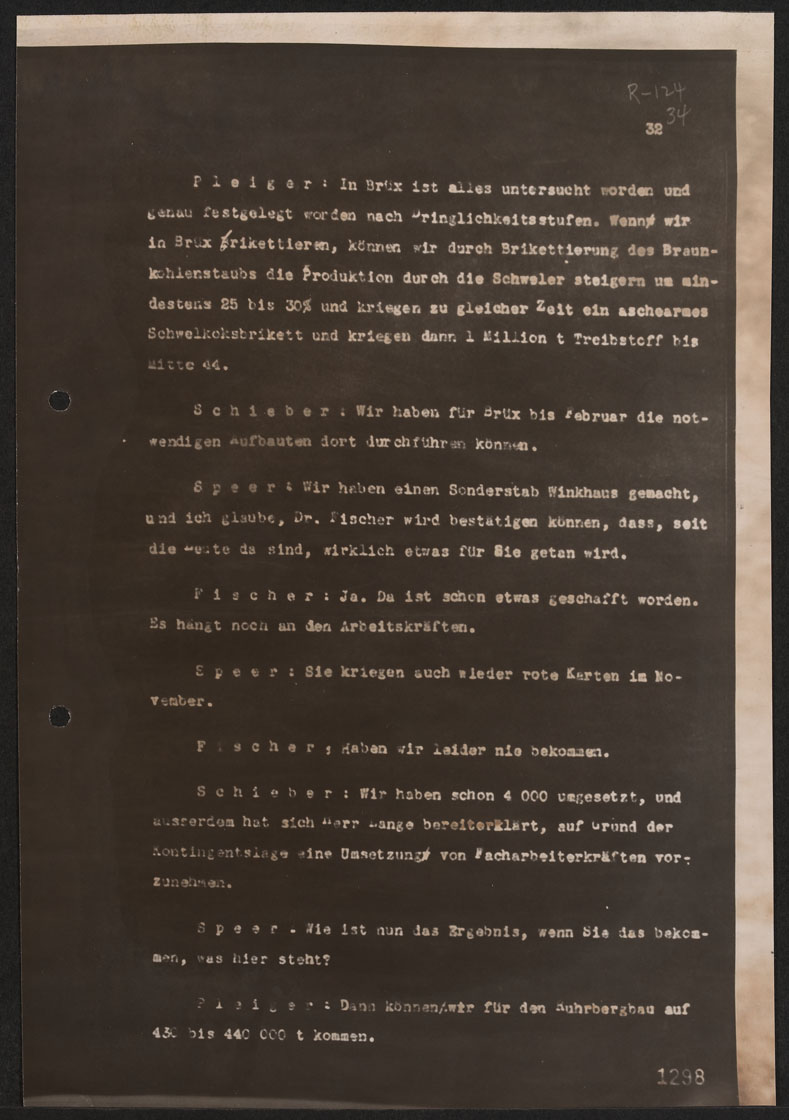 R-124
34
32
P l e i g e r : In Brüx ist alles untersucht worden und
genau festgelegt worden nach Dringlichkeitsstufen. Wenn wir
in Brüx brikettieren, können wir durch Brikettierung des Braun-
kohlenstaubs die Produktion durch die Schweler steigern um min-
destens 25 bis 30% und kriegen zu gleicher Zeit ein aschearmes
Schwelkoksbrikett und kriegen dann 1 Million t Treibstoff bis
Mitte 44.
S c h i e b e r : Wir haben für Brüx bis Februar die not-
wendigen Aufbauten dort durchführen können.
S p e e r : Wir haben einen Sonderstab Winkhaus gemacht,
und ich glaube, Dr. Fischer wird bestätigen können, dass, seit
die Leute da sind, wirklich etwas für Sie getan wird.
F i s c h e r : Ja. Da ist schon etwas geschafft worden.
Es hängt noch an den Arbeitskräften.
S p e e r : Sie kriegen auch wieder rote Karten im No-
vember.
F i s c h e r : Haben wir leider nie bekommen.
S c h i e b e r : Wir haben schon 4 000 umgesetzt, und
ausserdem hat sich Herr Lange bereiterklärt, auf Grund der
Kontingentslage eine Umsetzung von Facharbeiterkräften vor-
zunehmen.
S p e e r : Wie ist nun das Ergebnis, wenn Sie das bekom-
men, was hier steht?
P l e i g e r : Dann können wir für den Ruhrbergbau auf
430 bis 440 000 t kommen.
1298